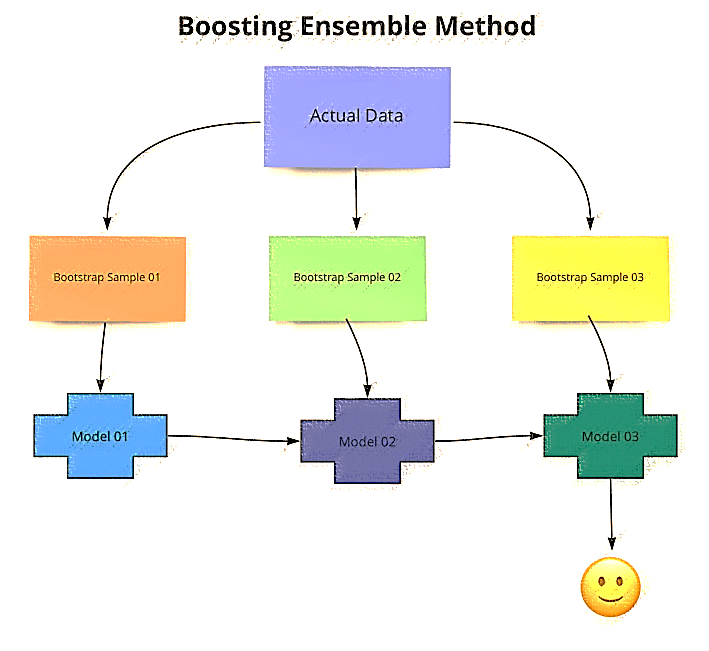 Boosting Ensemble Method
Actual Data
Bootstrap Sample 01
Bootstrap Sample 02
Bootstrap Sample 03
Model 01
Model 02
Model 03